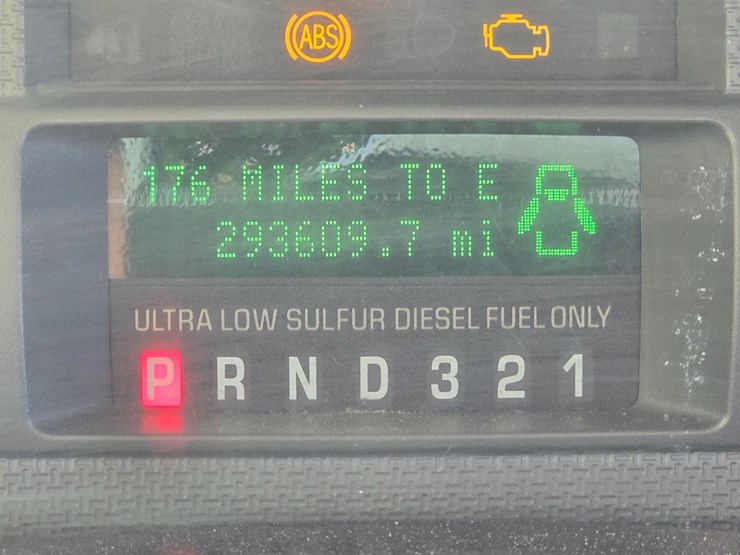 ABS
176 MILES TO E
293609.7 mi
ULTRA LOW SULFUR DIESEL FUEL ONLY
P R N D 3 2 1